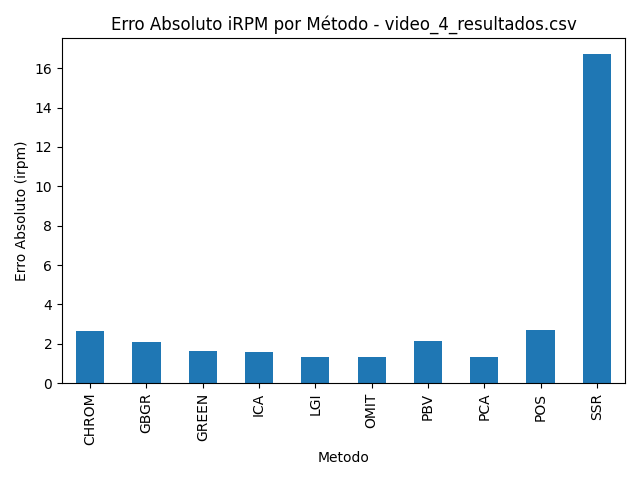 Erro Absoluto iRPM por Método - video_4_resultados.csv
Erro Absoluto (irpm)
16
14
12
10
8
6
4
2
0
CHROM
GBGR
GREEN
ICA
LGI
OMIT
PBV
PCA
POS
SSR
Metodo